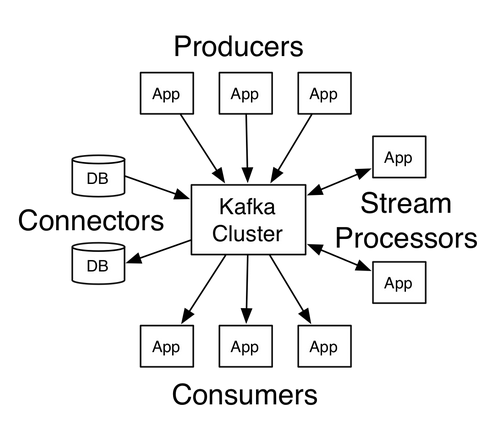 Producers
App
App
App
DB
App
Kafka
Cluster
Connectors
Stream
Processors
DB
App
App
App
App
Consumers